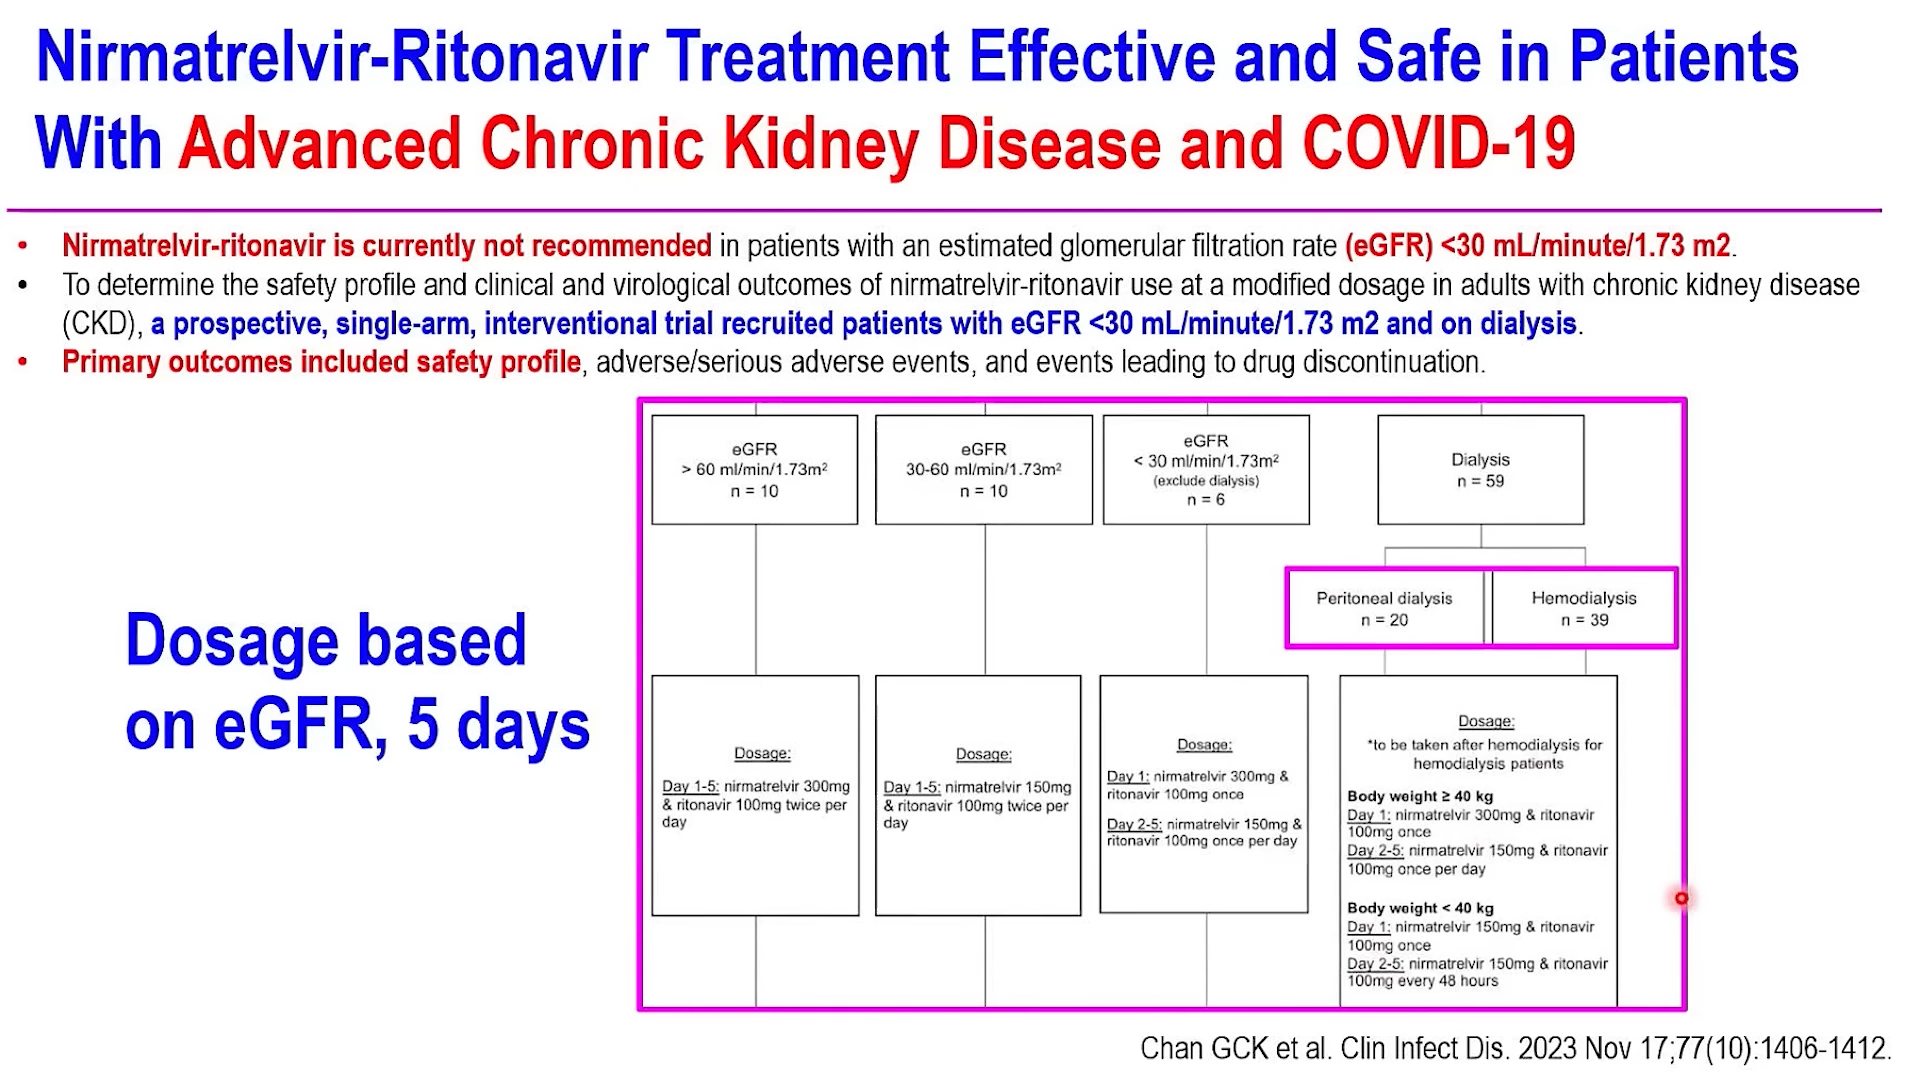 Nirmatrelvir-Ritonavir Treatment Effective and Safe in Patients
With Advanced Chronic Kidney Disease and COVID-19
• Nirmatrelvir-ritonavir is currently not recommended in patients with an estimated glomerular filtration rate (eGFR) <30 mL/minute/1.73 m2.
• To determine the safety profile and clinical and virological outcomes of nirmatrelvir-ritonavir use at a modified dosage in adults with chronic kidney disease
(CKD), a prospective, single-arm, interventional trial recruited patients with eGFR <30 mL/minute/1.73 m2 and on dialysis.
• Primary outcomes included safety profile, adverse/serious adverse events, and events leading to drug discontinuation.
Dosage based
on eGFR, 5 days
eGFR
> 60 ml/min/1.73m²
n = 10
eGFR
30-60 ml/min/1.73m²
n = 10
eGFR
< 30 ml/min/1.73m²
(exclude dialysis)
n = 6
Dialysis
n = 59
Peritoneal dialysis
n = 20
Hemodialysis
n = 39
Dosage:
Day 1-5: nirmatrelvir 300mg
& ritonavir 100mg twice per
day
Dosage:
Day 1-5: nirmatrelvir 150mg
& ritonavir 100mg twice per
day
Dosage:
Day 1: nirmatrelvir 300mg &
ritonavir 100mg once
Day 2-5: nirmatrelvir 150mg &
ritonavir 100mg once per day
Dosage:
*to be taken after hemodialysis for
hemodialysis patients
Body weight ≥ 40 kg
Day 1: nirmatrelvir 300mg & ritonavir
100mg once
Day 2-5: nirmatrelvir 150mg & ritonavir
100mg once per day
Body weight < 40 kg
Day 1: nirmatrelvir 150mg & ritonavir
100mg once
Day 2-5: nirmatrelvir 150mg & ritonavir
100mg every 48 hours
Chan GCK et al. Clin Infect Dis. 2023 Nov 17;77(10):1406-1412.